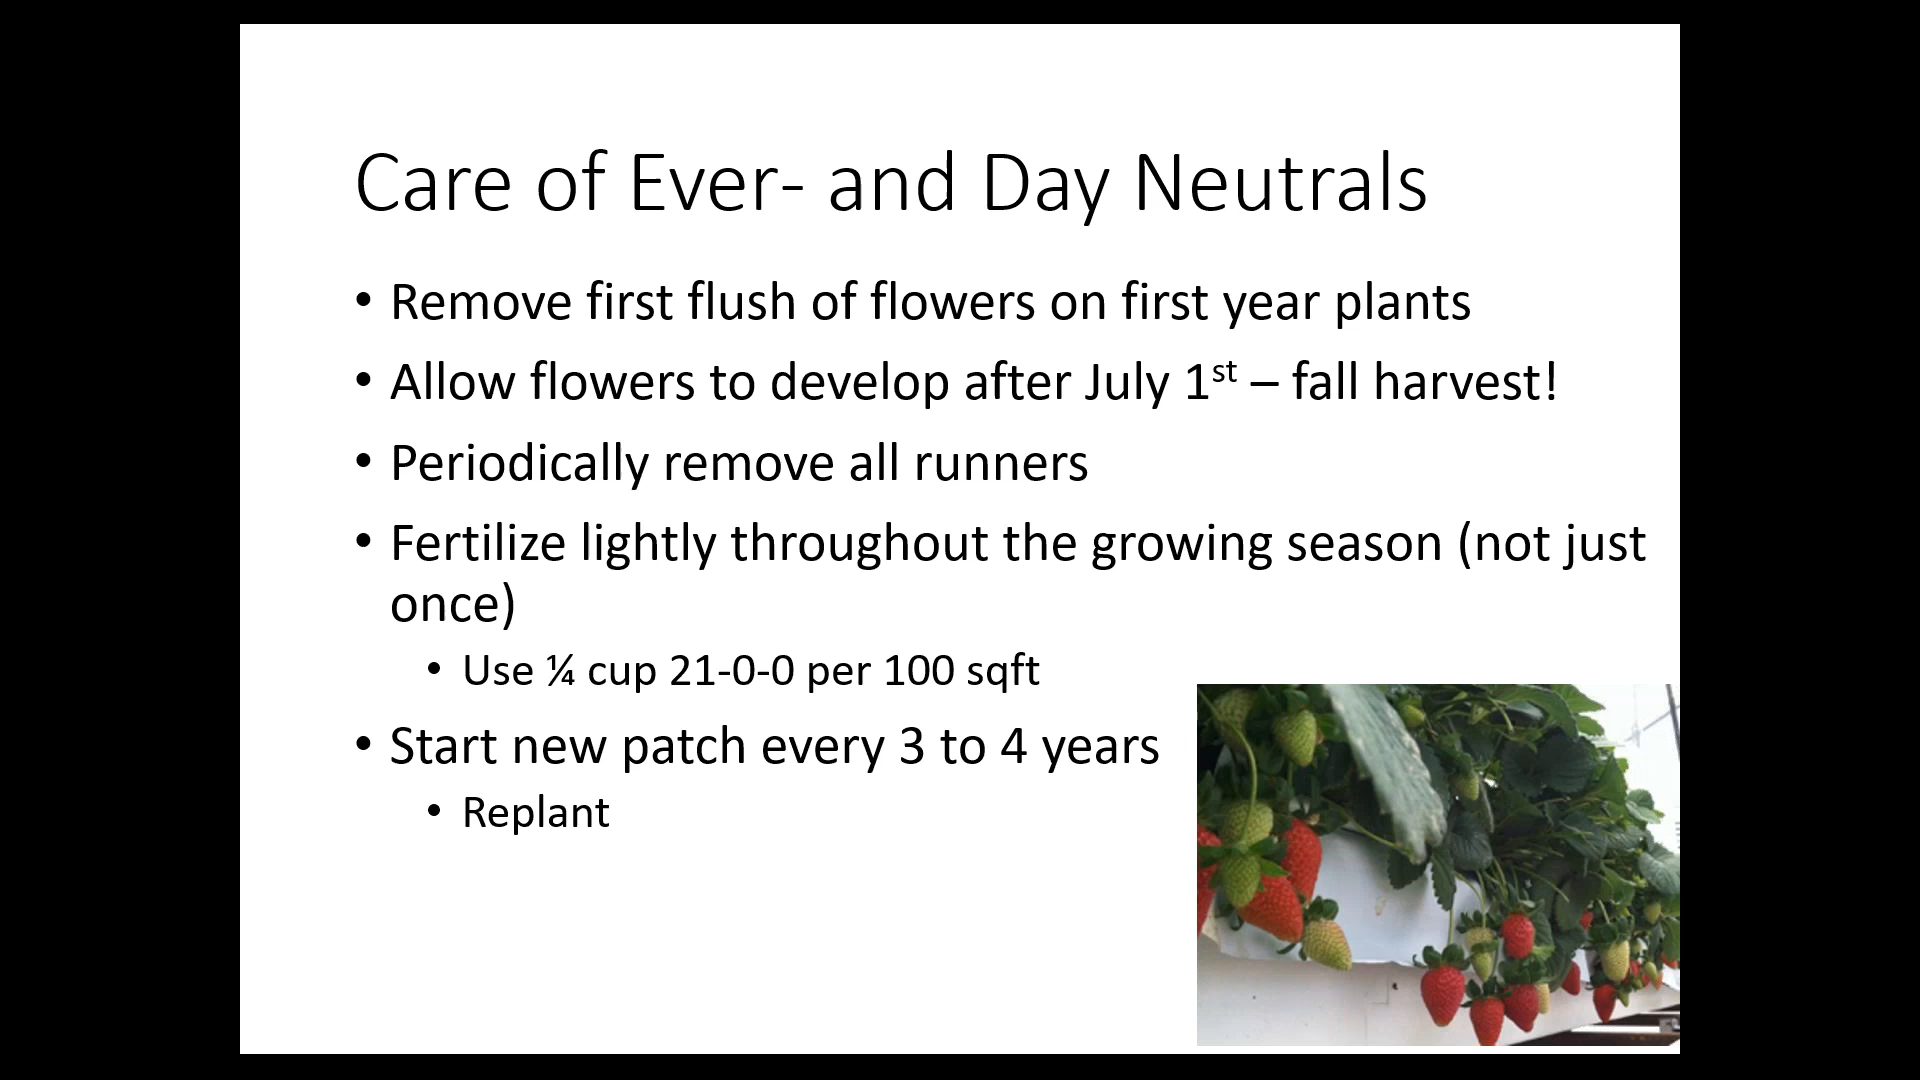 Care of Ever- and Day Neutrals
• Remove first flush of flowers on first year plants
• Allow flowers to develop after July 1st – fall harvest!
• Periodically remove all runners
• Fertilize lightly throughout the growing season (not just
once)
• Use ¼ cup 21-0-0 per 100 sqft
• Start new patch every 3 to 4 years
• Replant